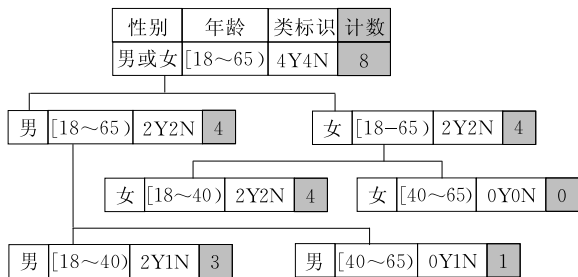 性别 年龄 类标识 计数
男或女 [18~65) 4Y4N 8
男 [18~65) 2Y2N 4 女 [18-65) 2Y2N 4
女 [18~40) 2Y2N 4 女 [40~65) 0Y0N 0
男 [18~40) 2Y1N 3 男 [40~65) 0Y1N 1